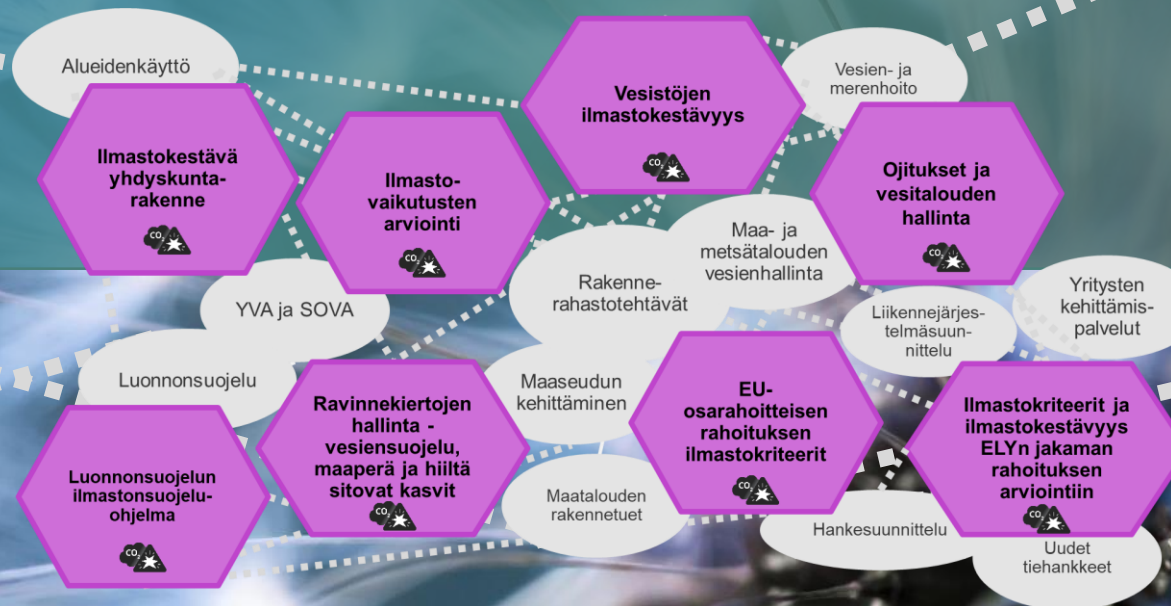 Alueidenkäyttö
Vesistöjen
ilmastokestävyys
CO₂
Vesien- ja
merenhoito
Ilmastokestävä
yhdyskunta-
rakenne
CO₂
Ilmasto-
vaikutusten
arviointi
CO₂
Ojitukset ja
vesitalouden
hallinta
CO₂
Maa- ja
metsätalouden
vesienhallinta
Rakenne-
rahastotehtävät
YVA ja SOVA
Liikennejärjes-
telmäsuun-
nittelu
Yritysten
kehittämis-
palvelut
Luonnonsuojelu
Maaseudun
kehittäminen
Ravinnekiertojen
hallinta -
vesiensuojelu,
maaperä ja hiiltä
sitovat kasvit
CO₂
EU-
osarahoitteisen
rahoituksen
ilmastokriteerit
CO₂
Ilmastokriteerit ja
ilmastokestävyys
ELYn jakaman
rahoituksen
arviointiin
CO₂
Luonnonsuojelun
ilmastonsuojelu-
ohjelma
CO₂
Maatalouden
rakennetuet
Hankesuunnittelu
Uudet
tiehankkeet